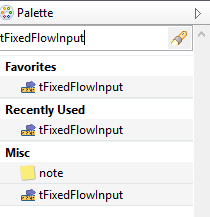 Palette
tFixedFlowInput
Favorites
tFixedFlowInput
Recently Used
tFixedFlowInput
Misc
note
tFixedFlowInput